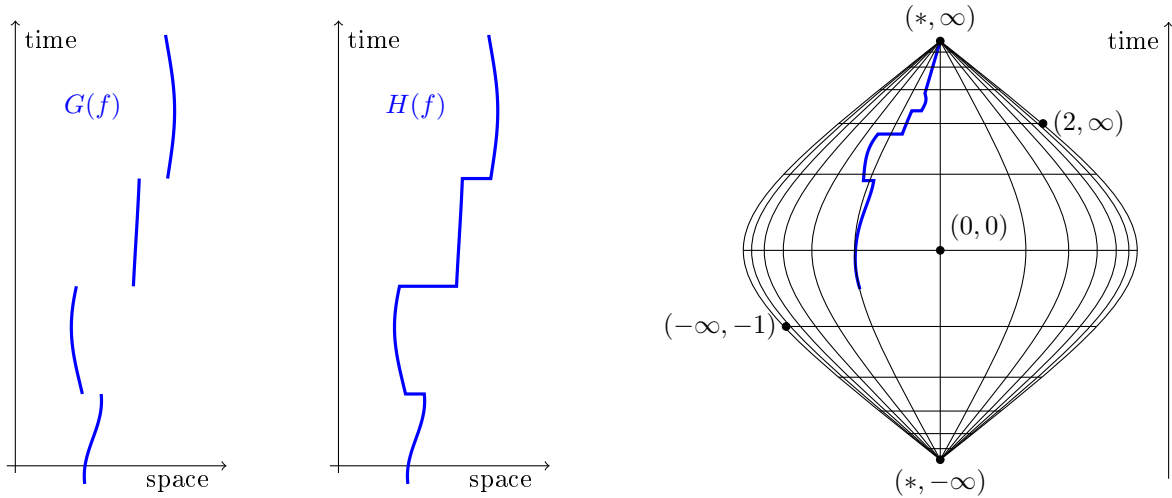 time
G(f)
space
time
H(f)
space
(∗, ∞)
time
(2, ∞)
(0, 0)
(−∞, −1)
(∗, −∞)